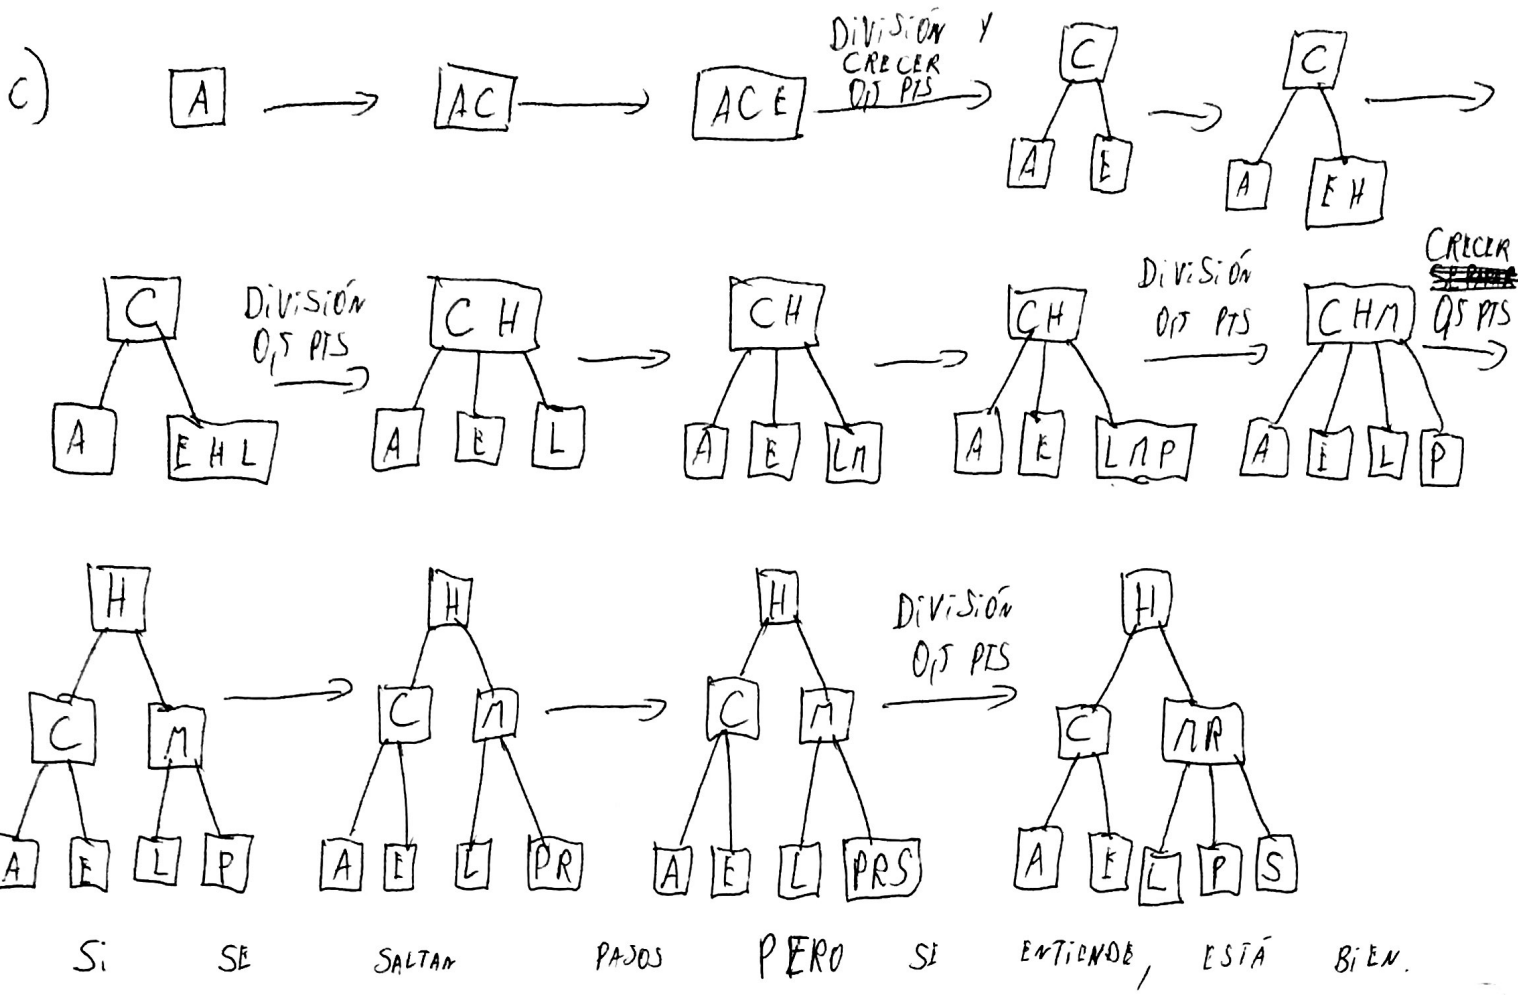 C)
A
AC
ACE
DIVISIÓN Y
CRECER
0,5 PTS
C
A E
C
A EH
C
A EHL
DIVISIÓN
0,5 PTS
CH
A E L
CH
A E LM
CH
A E LMP
DIVISIÓN
0,5 PTS
CHM
A E L P
CRECER
0,5 PTS
H
C M
A E L P
H
C M
A E L PR
H
C M
A E L PRS
DIVISIÓN
0,5 PTS
H
C MR
A E L P S
Si SE SALTAN PASOS PERO SE ENTIENDE, ESTÁ BIEN.